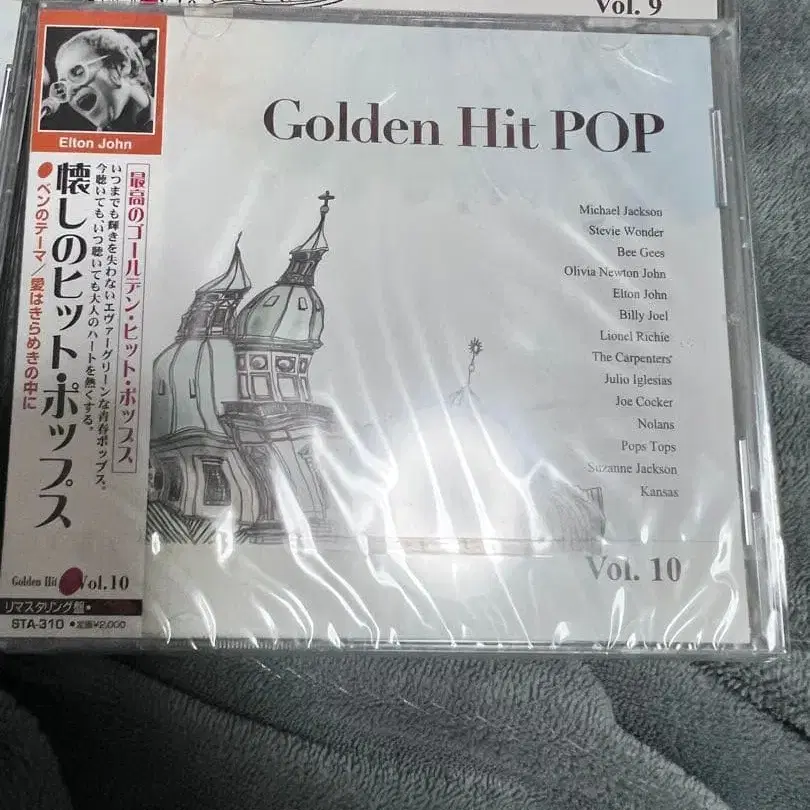 Vol. 9
Elton John
最高のゴールデン・ヒット・ポップス
いつまでも輝きを失わないエヴァーグリーンな青春ポップス。
今聴いても、いつ聴いても大人のハートを熱くする。
懐しのヒット・ポップス
●ベンのテーマ/愛はきらめきの中に
Golden Hit
Vol.10
リマスタリング盤・
STA-310 ●定価¥2,000
Golden Hit POP
Michael Jackson
Stevie Wonder
Bee Gees
Olivia Newton John
Elton John
Billy Joel
Lionel Richie
The Carpenters
Julio Iglesias
Joe Cocker
Nolans
Pops Tops
Suzanne Jackson
Kansas
Vol. 10